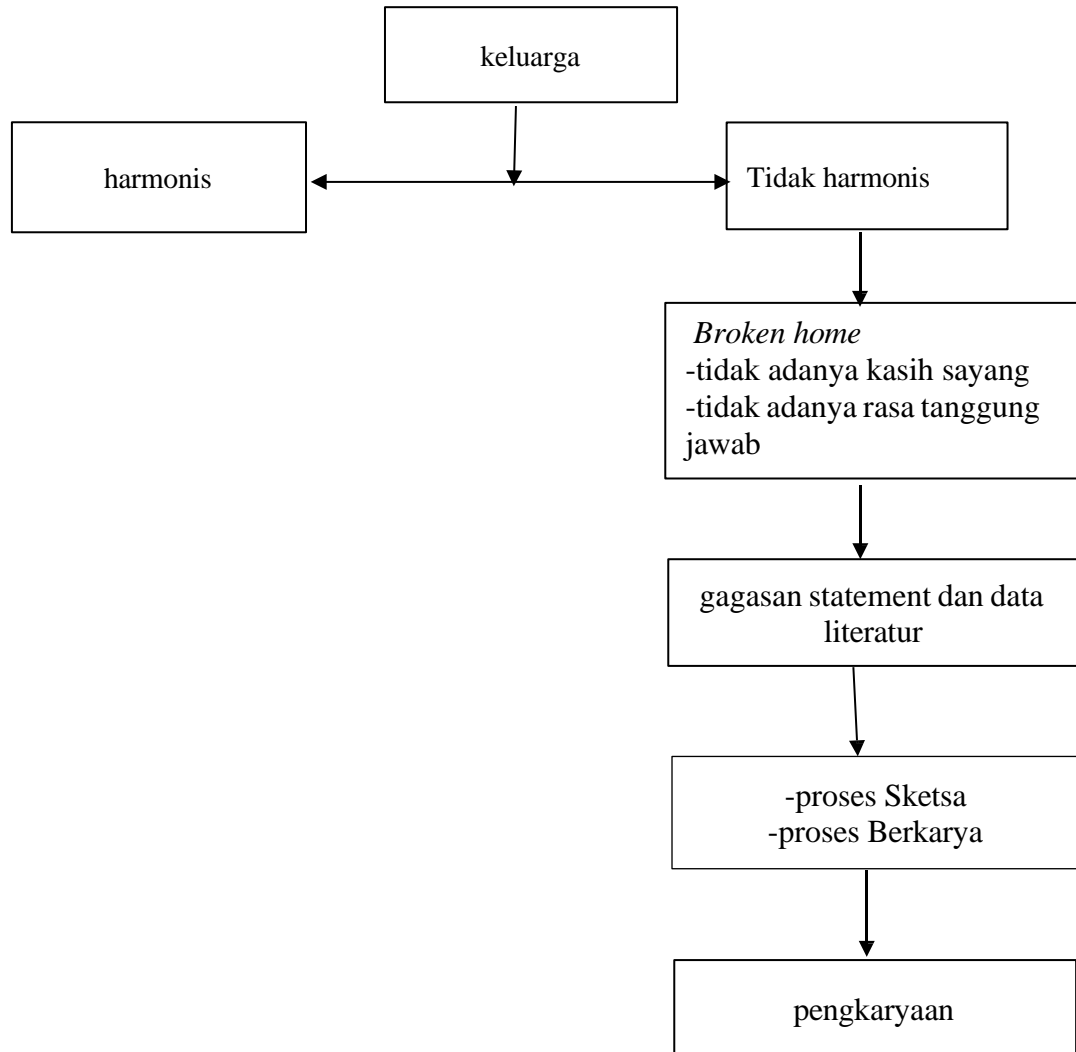 keluarga
harmonis
Tidak harmonis
Broken home
-tidak adanya kasih sayang
-tidak adanya rasa tanggung
jawab
gagasan statement dan data
literatur
-proses Sketsa
-proses Berkarya
pengkaryaan